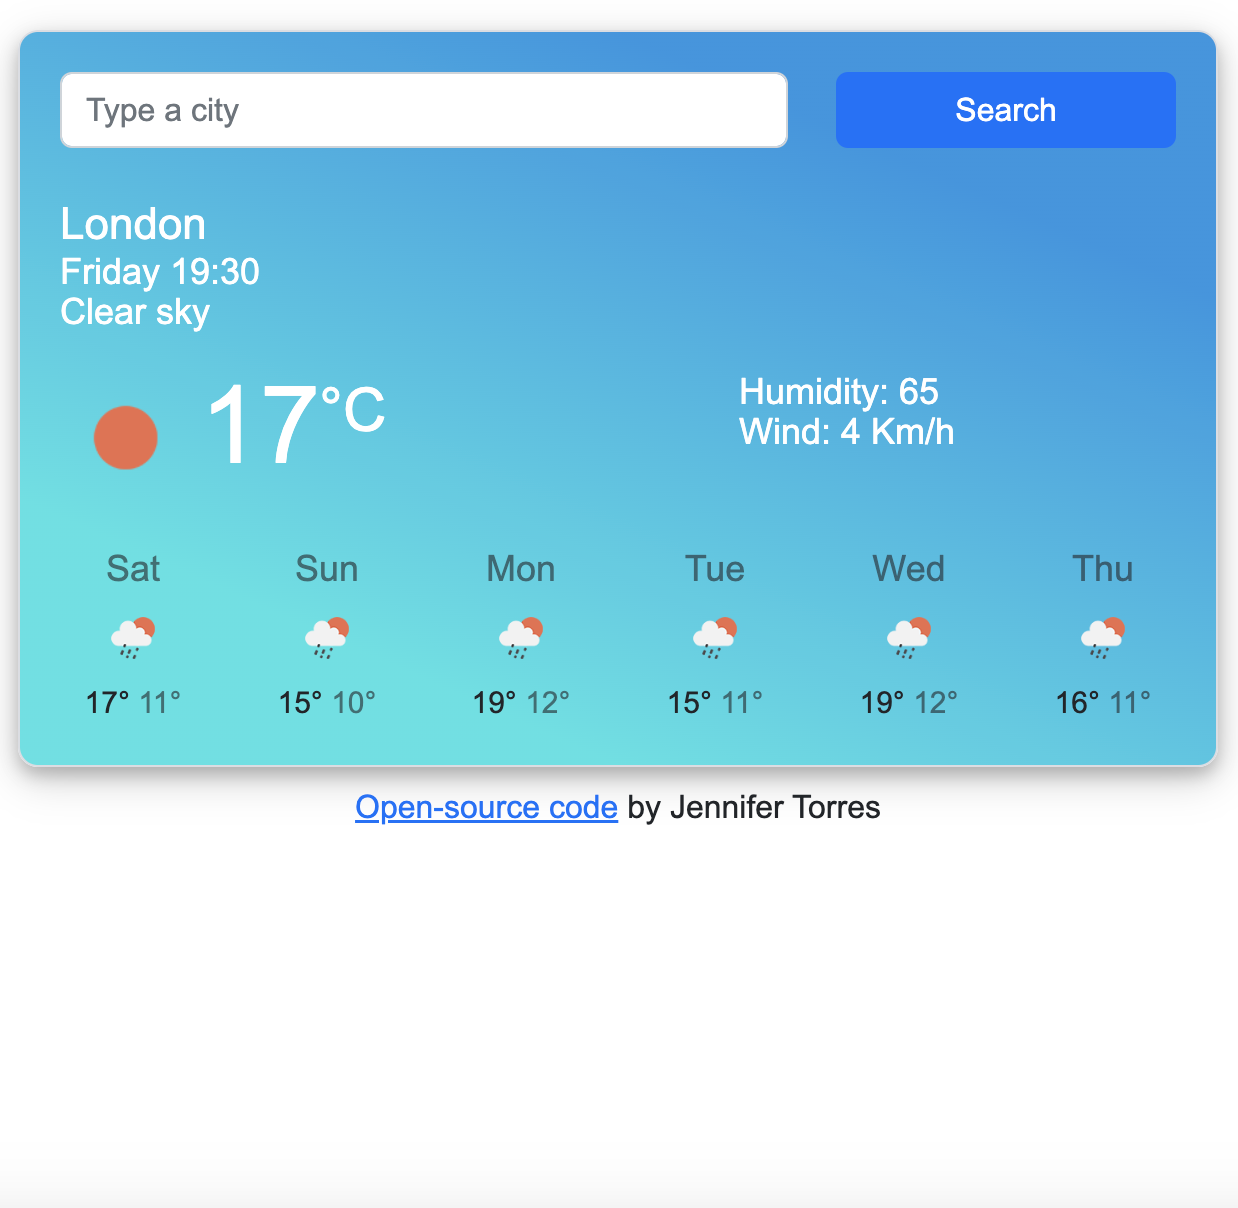 Type a city
Search
London
Friday 19:30
Clear sky
17°C
Humidity: 65
Wind: 4 Km/h
Sat Sun Mon Tue Wed Thu
17° 11° 15° 10° 19° 12° 15° 11° 19° 12° 16° 11°
Open-source code by Jennifer Torres